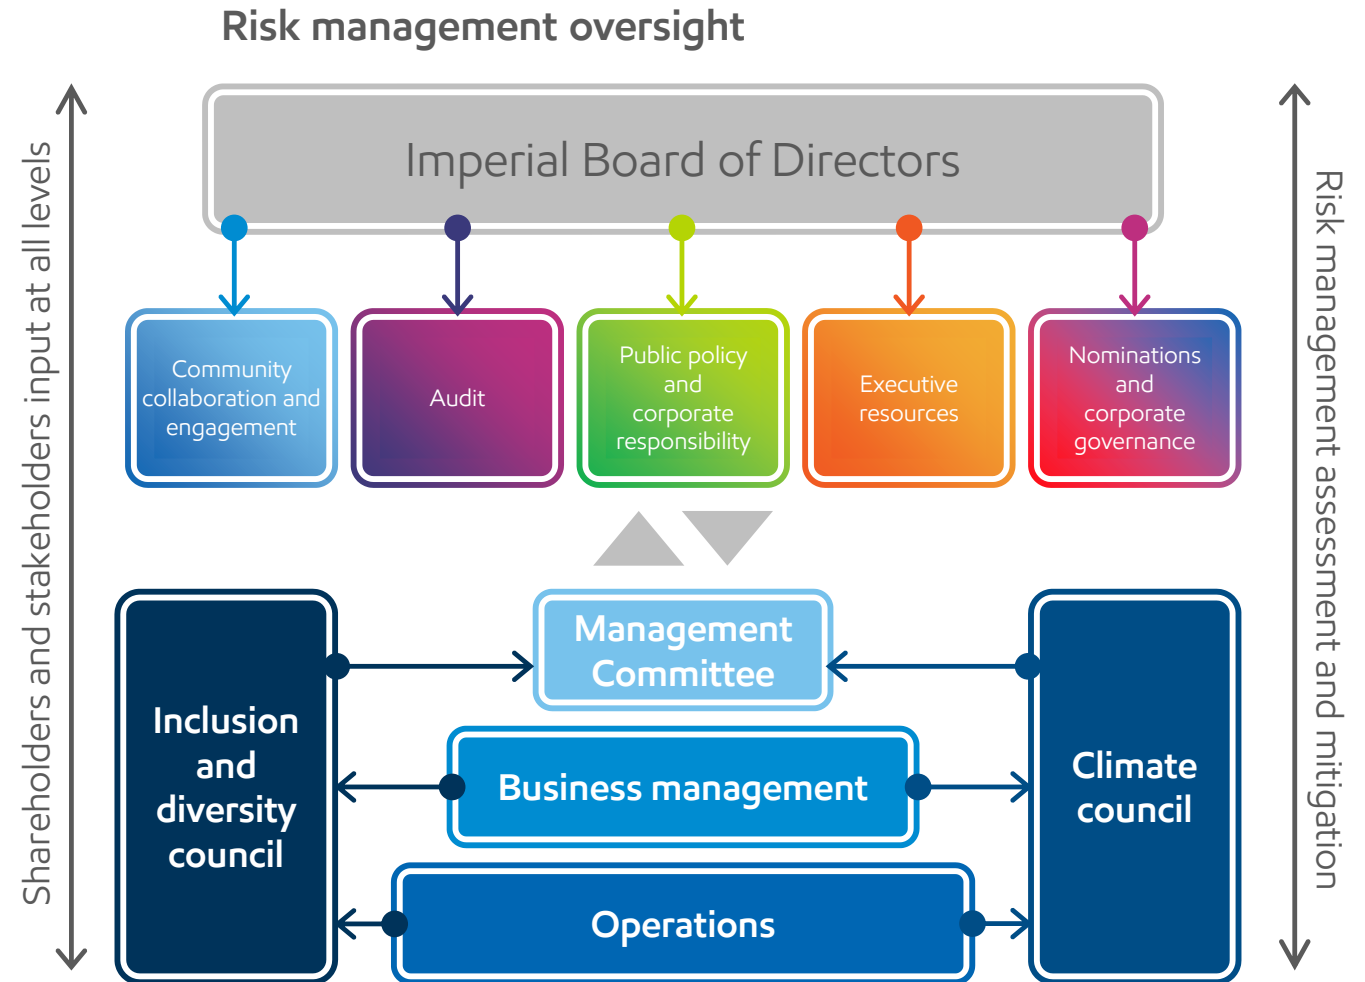 Risk management oversight
Shareholders and stakeholders input at all levels
Risk management assessment and mitigation
Imperial Board of Directors
Community
collaboration and
engagement
Audit
Public policy
and
corporate
responsibility
Executive
resources
Nominations
and
corporate
governance
Management
Committee
Inclusion
and
diversity
council
Business management
Climate
council
Operations